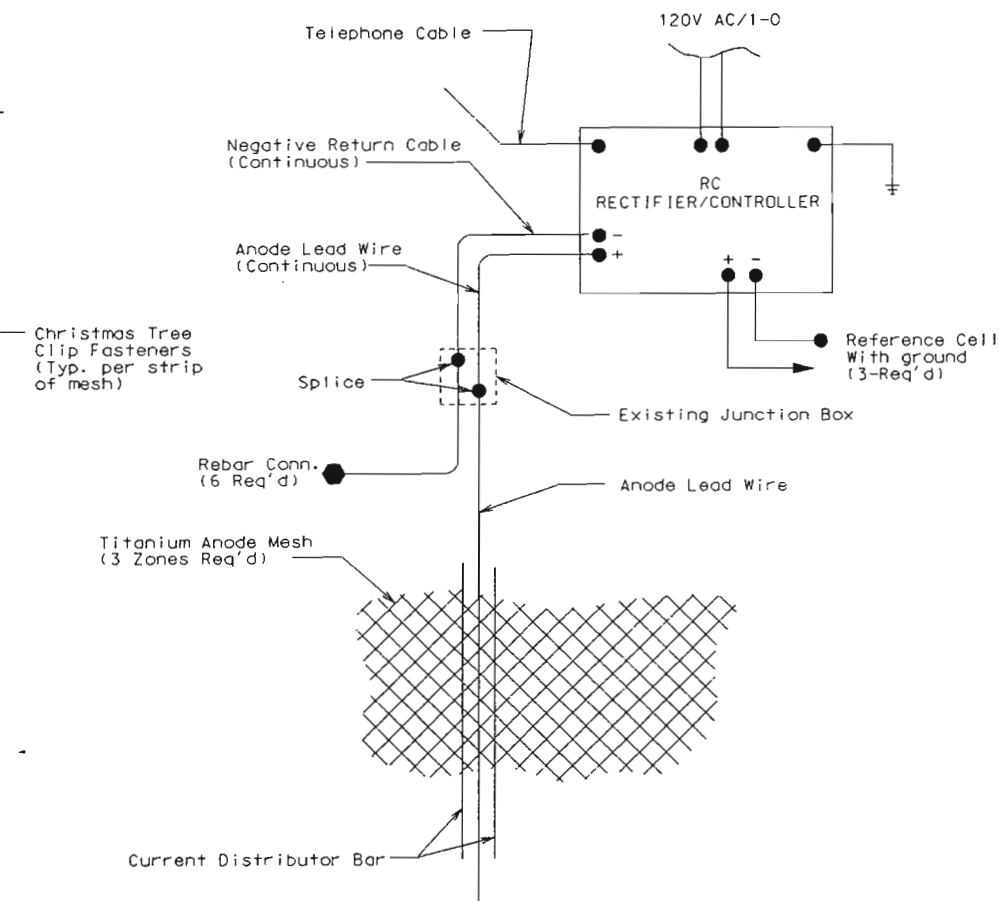 120V AC/1-O
Telephone Cable
Negative Return Cable
(Continuous)
RC
RECTIFIER/CONTROLLER
-
+
Anode Lead Wire
(Continuous)
+ -
Christmas Tree
Clip Fasteners
(Typ. per strip
of mesh)
Reference Cell
With ground
(3-Req'd)
Splice
Existing Junction Box
Rebar Conn.
(6 Req'd)
Anode Lead Wire
Titanium Anode Mesh
(3 Zones Req'd)
Current Distributor Bar